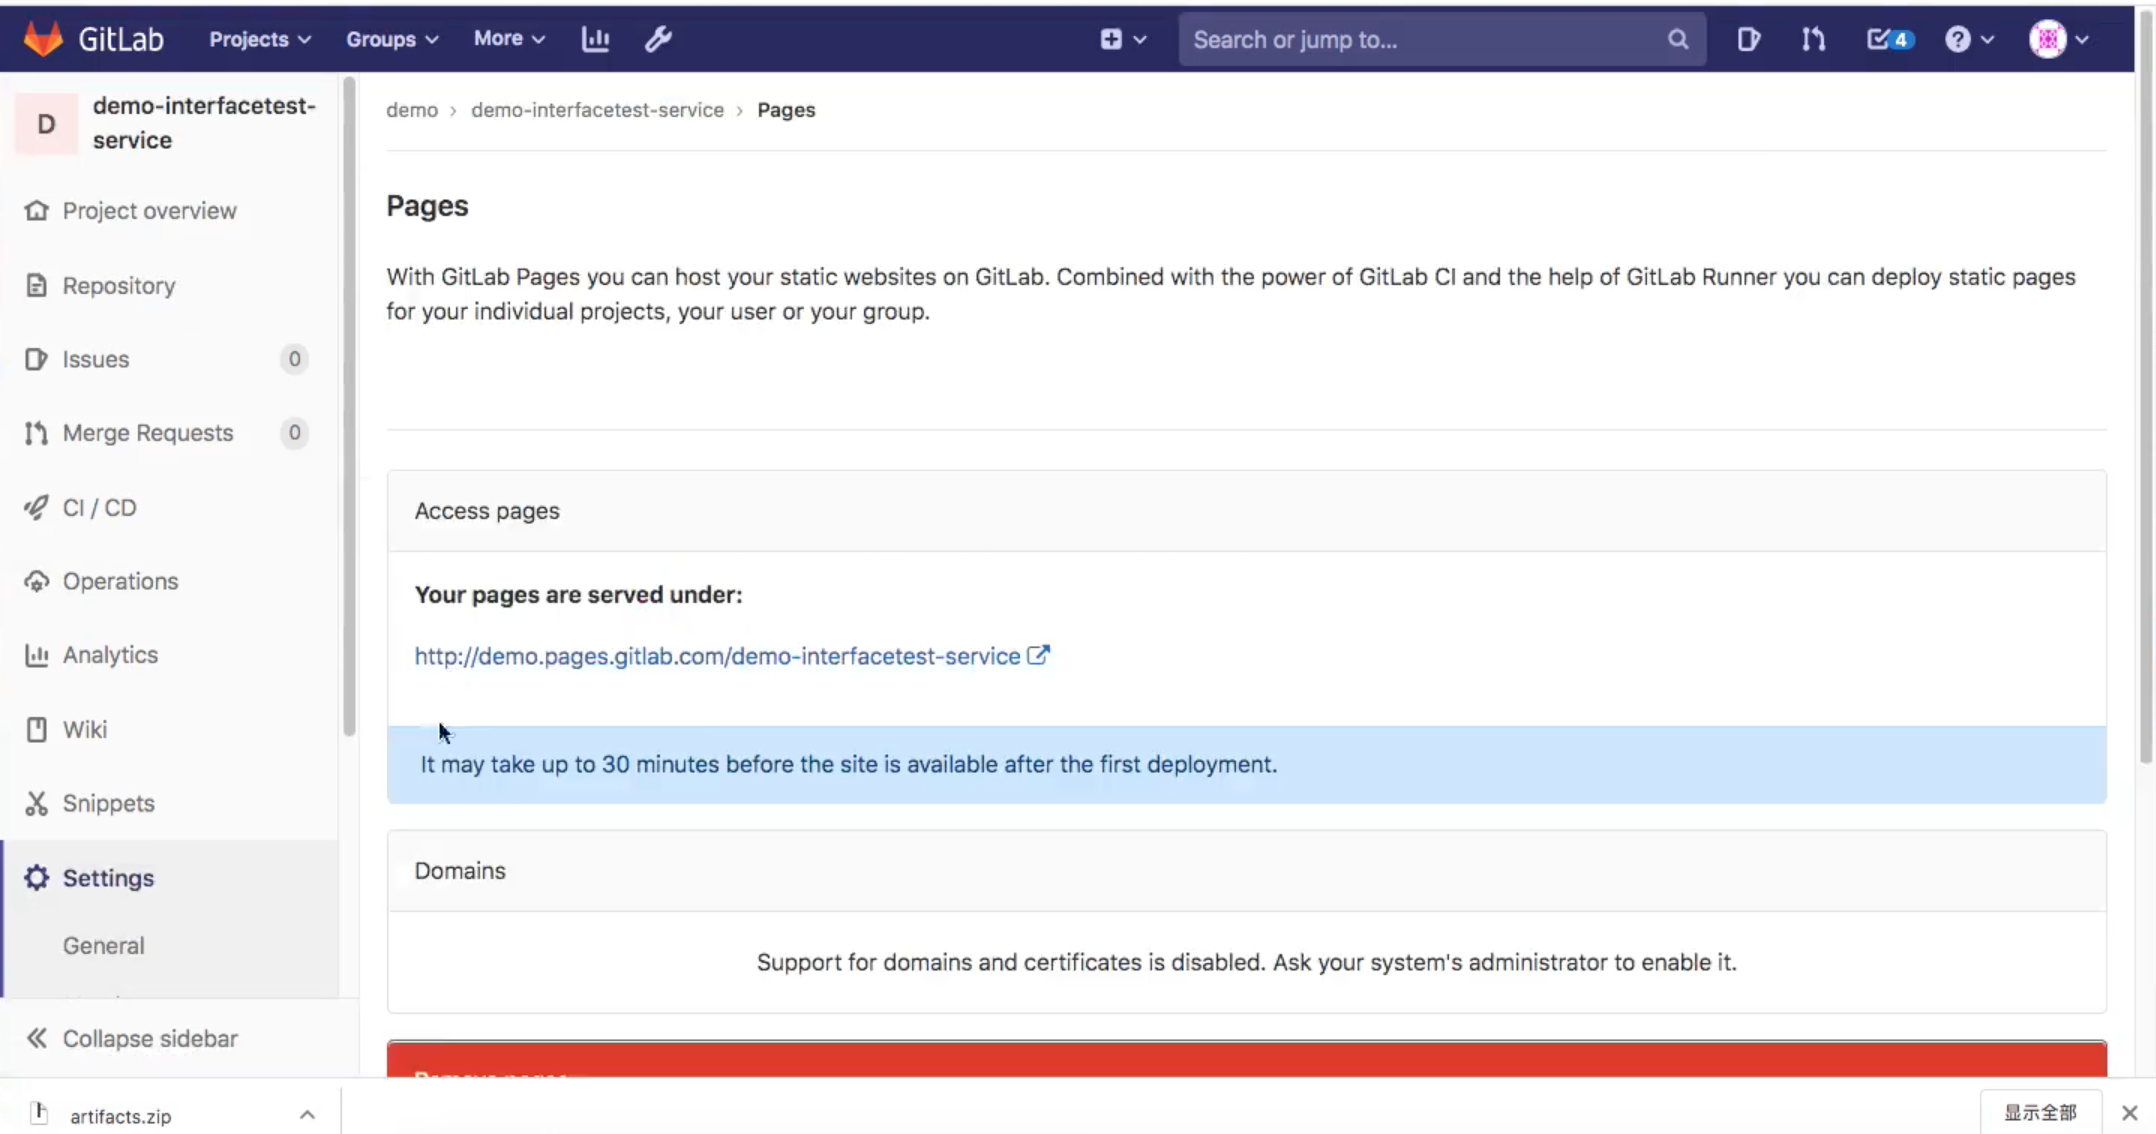 GitLab Projects Groups More Search or jump to... 4
D demo-interfacetest-service
demo › demo-interfacetest-service › Pages
Project overview
Repository
Issues 0
Merge Requests 0
CI / CD
Operations
Analytics
Wiki
Snippets
Settings
General
Collapse sidebar
Pages
With GitLab Pages you can host your static websites on GitLab. Combined with the power of GitLab CI and the help of GitLab Runner you can deploy static pages
for your individual projects, your user or your group.
Access pages
Your pages are served under:
http://demo.pages.gitlab.com/demo-interfacetest-service
It may take up to 30 minutes before the site is available after the first deployment.
Domains
Support for domains and certificates is disabled. Ask your system's administrator to enable it.
artifacts.zip
显示全部